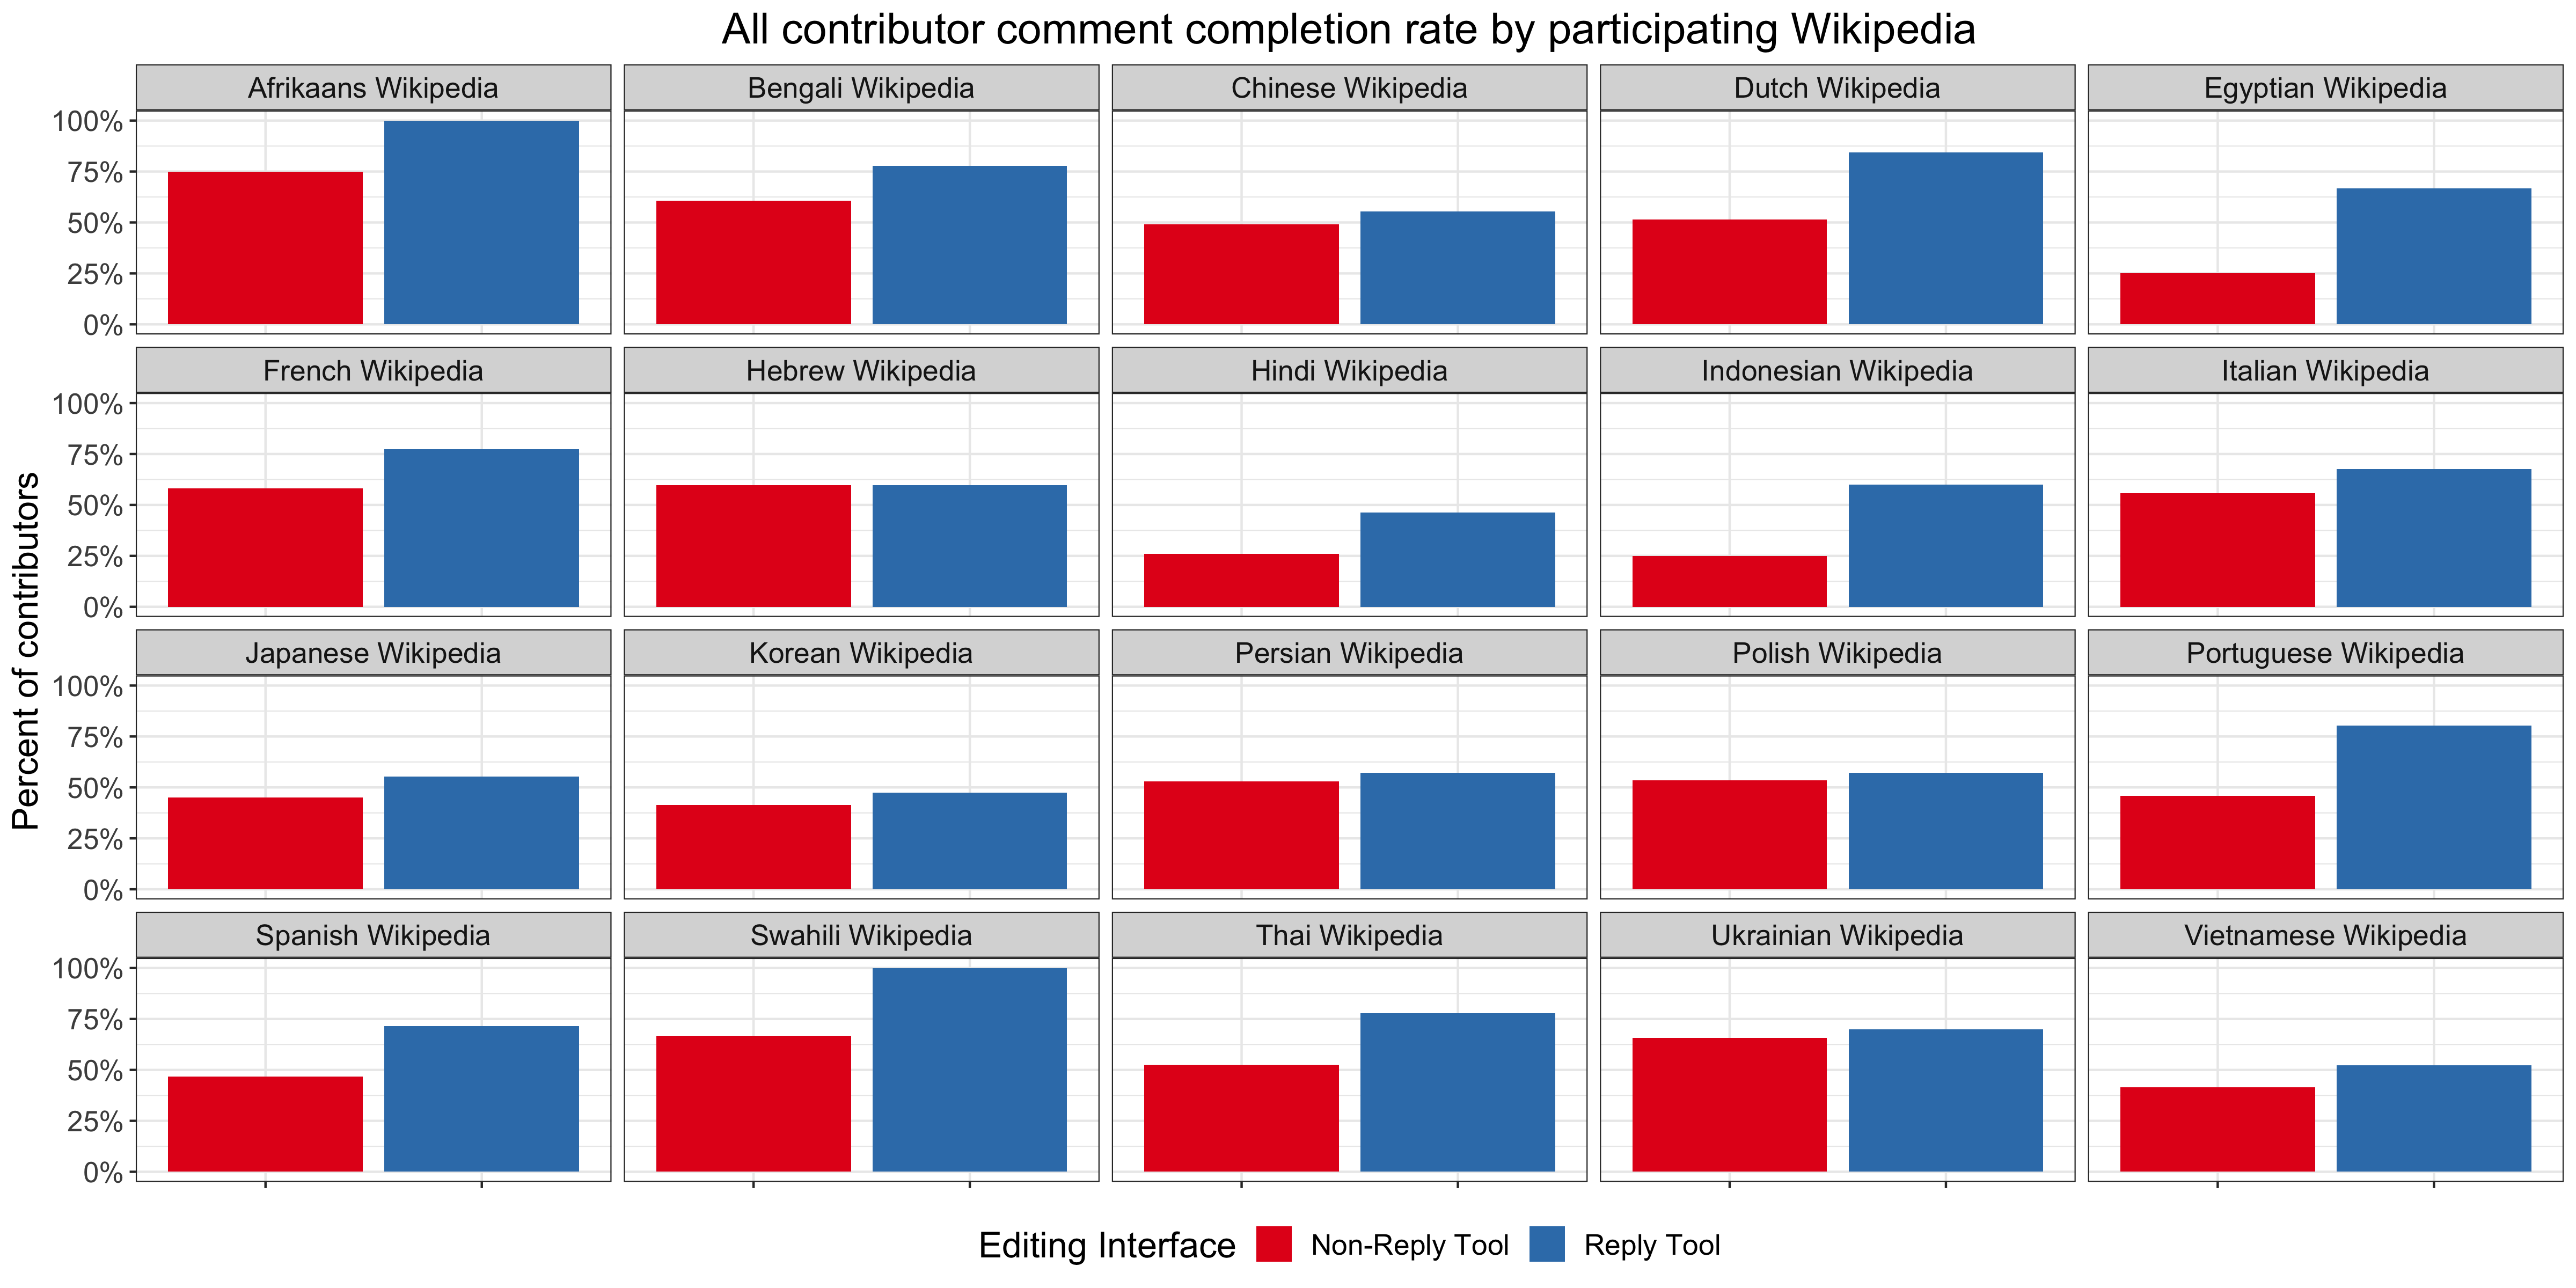 All contributor comment completion rate by participating Wikipedia
Afrikaans Wikipedia
Bengali Wikipedia
Chinese Wikipedia
Dutch Wikipedia
Egyptian Wikipedia
100%
75%
50%
25%
0%
French Wikipedia
Hebrew Wikipedia
Hindi Wikipedia
Indonesian Wikipedia
Italian Wikipedia
100%
75%
50%
25%
0%
Percent of contributors
Japanese Wikipedia
Korean Wikipedia
Persian Wikipedia
Polish Wikipedia
Portuguese Wikipedia
100%
75%
50%
25%
0%
Spanish Wikipedia
Swahili Wikipedia
Thai Wikipedia
Ukrainian Wikipedia
Vietnamese Wikipedia
100%
75%
50%
25%
0%
Editing Interface
Non-Reply Tool
Reply Tool